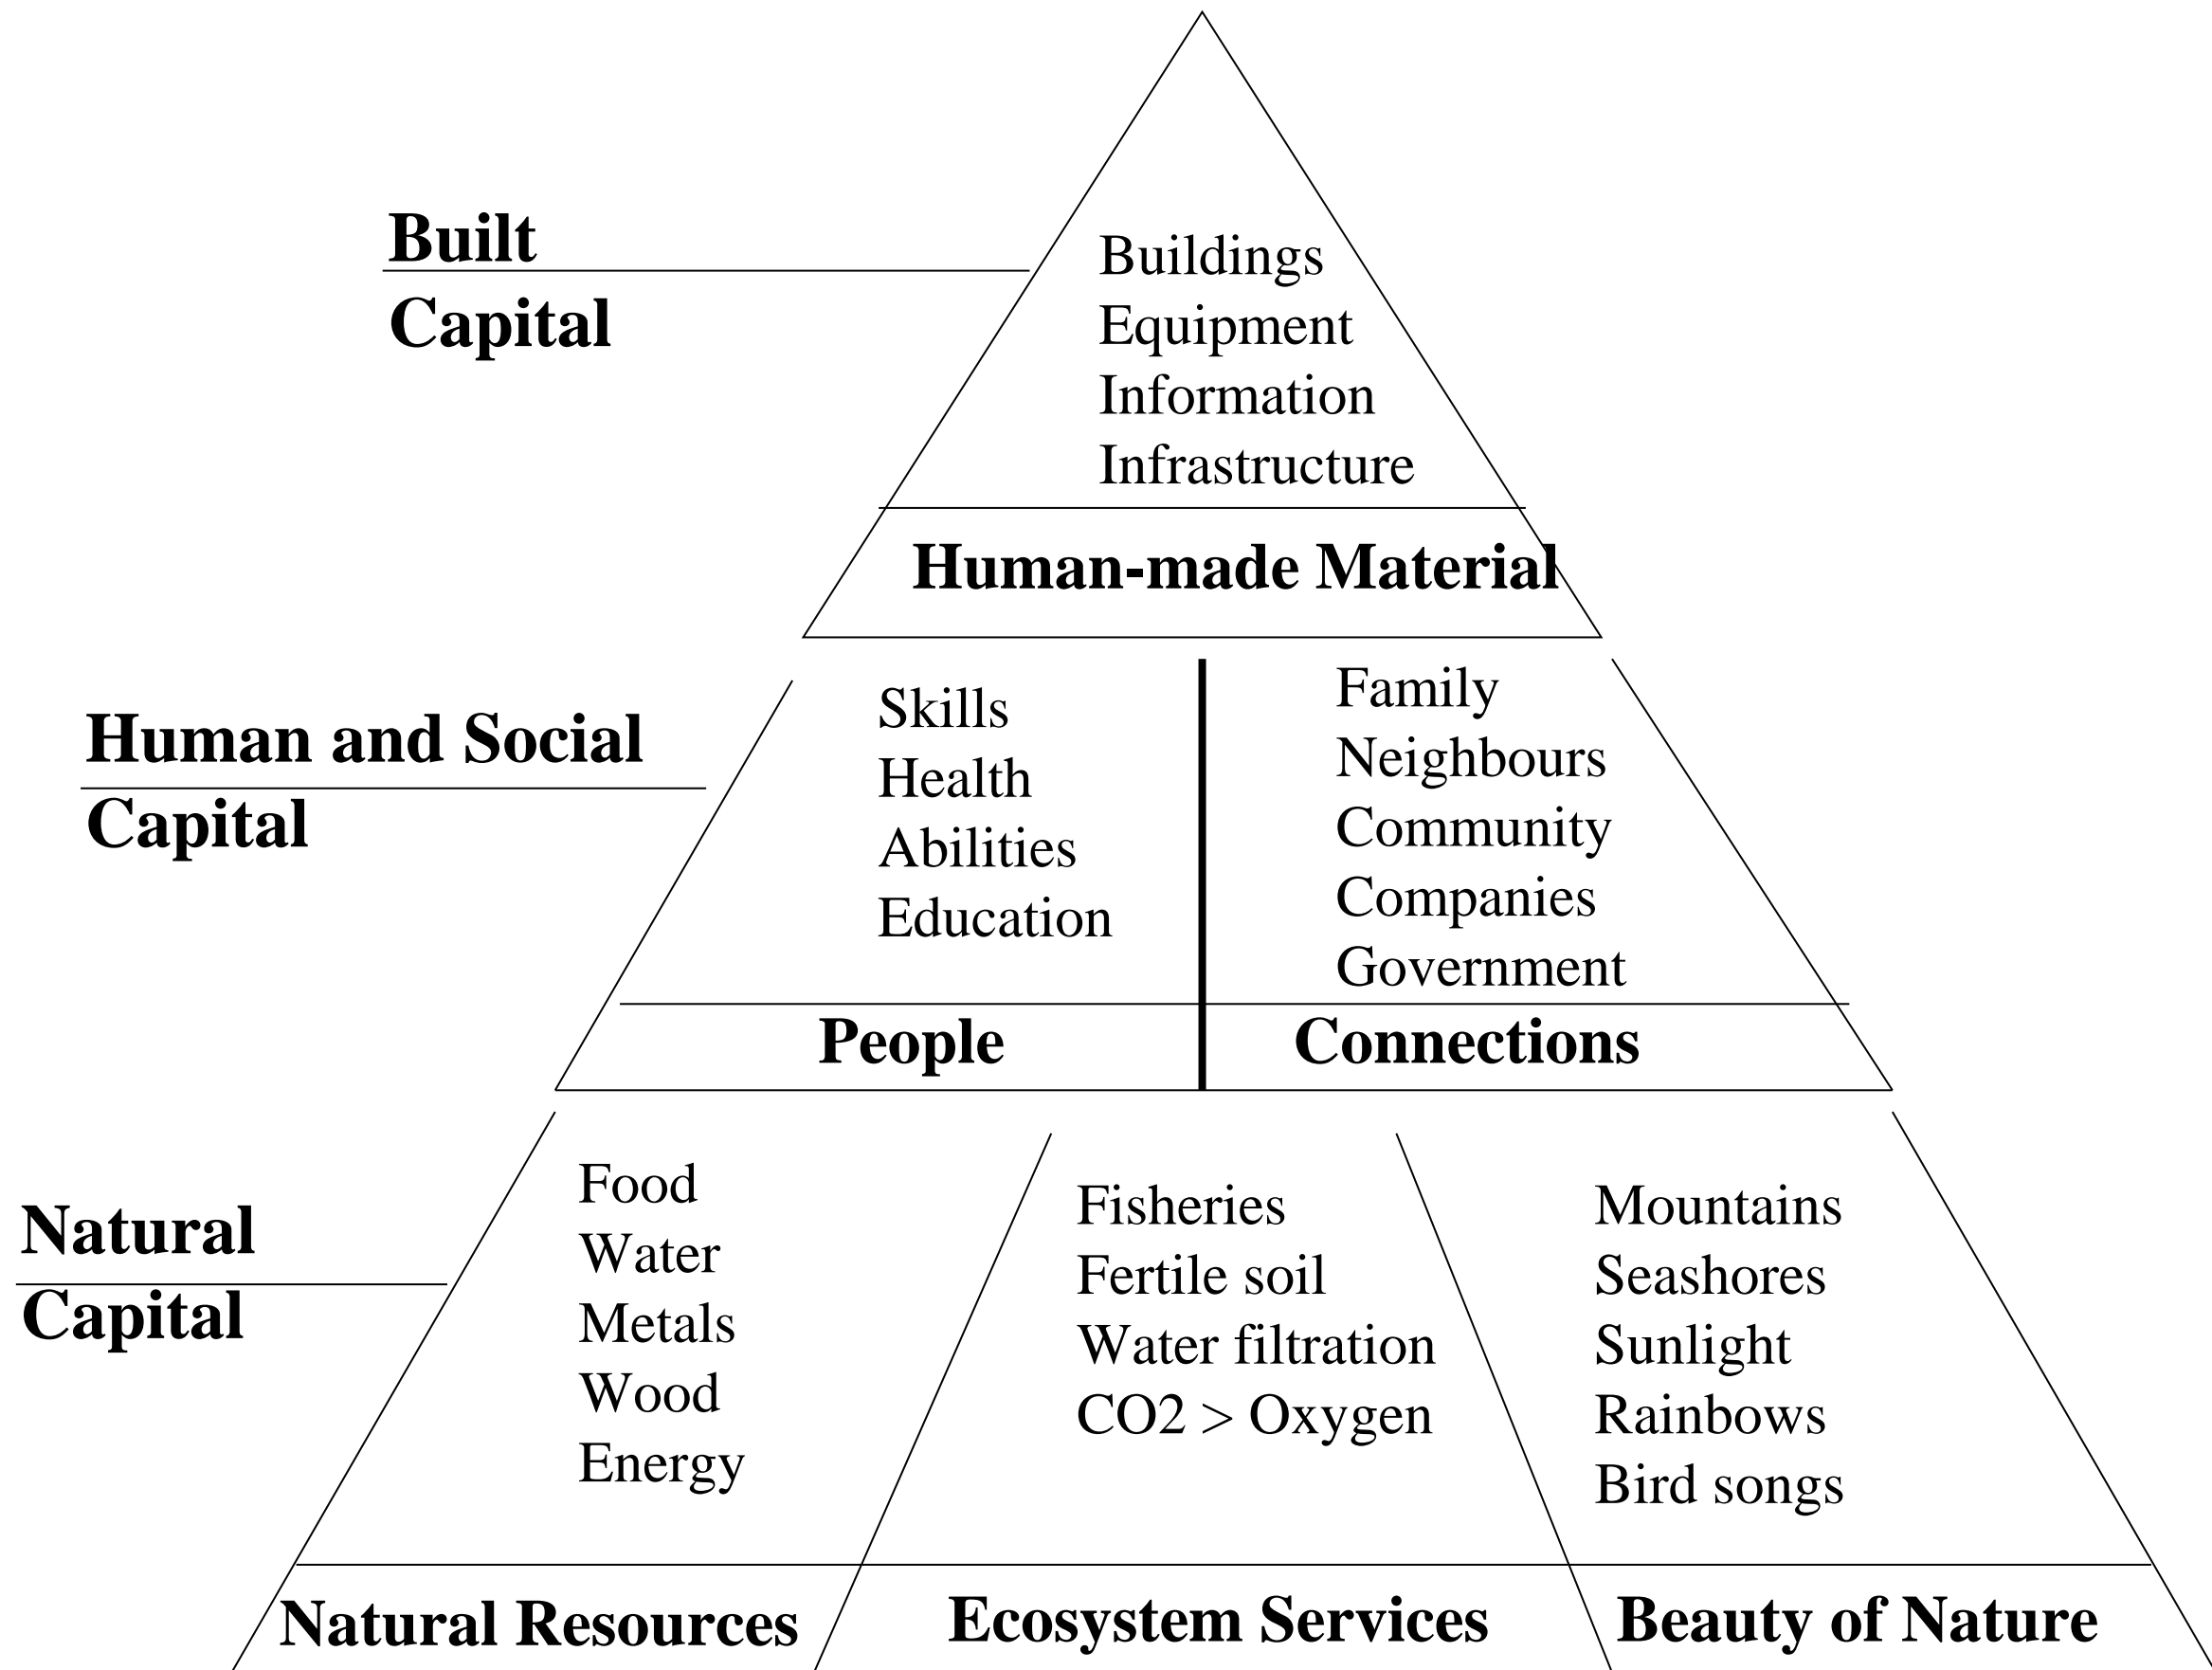 Built
Capital
Buildings
Equipment
Information
Infrastructure
Human-made Material
Human and Social
Capital
Skills
Health
Abilities
Education
People
Family
Neighbours
Community
Companies
Government
Connections
Natural
Capital
Food
Water
Metals
Wood
Energy
Natural Resources
Fisheries
Fertile soil
Water filtration
CO2 > Oxygen
Ecosystem Services
Mountains
Seashores
Sunlight
Rainbows
Bird songs
Beauty of Nature